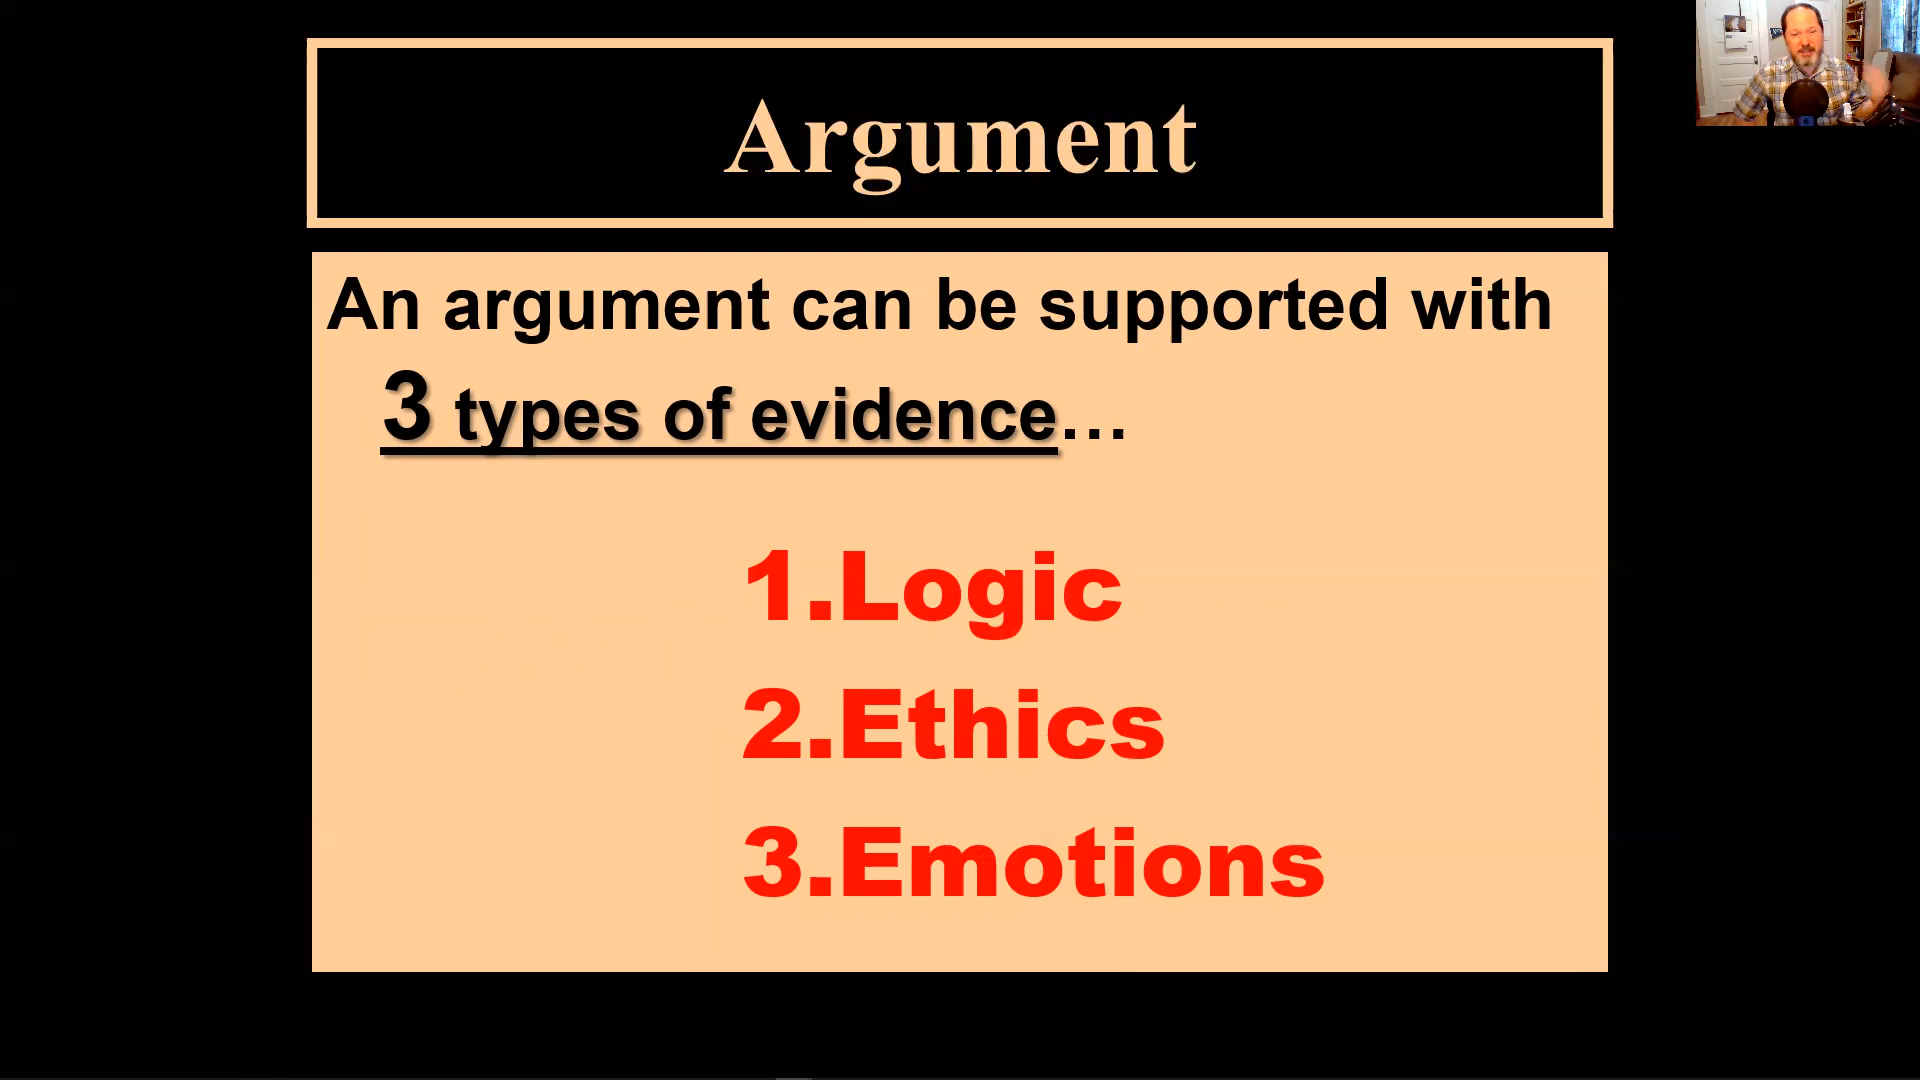 Argument
An argument can be supported with
3 types of evidence…
1.Logic
2.Ethics
3.Emotions